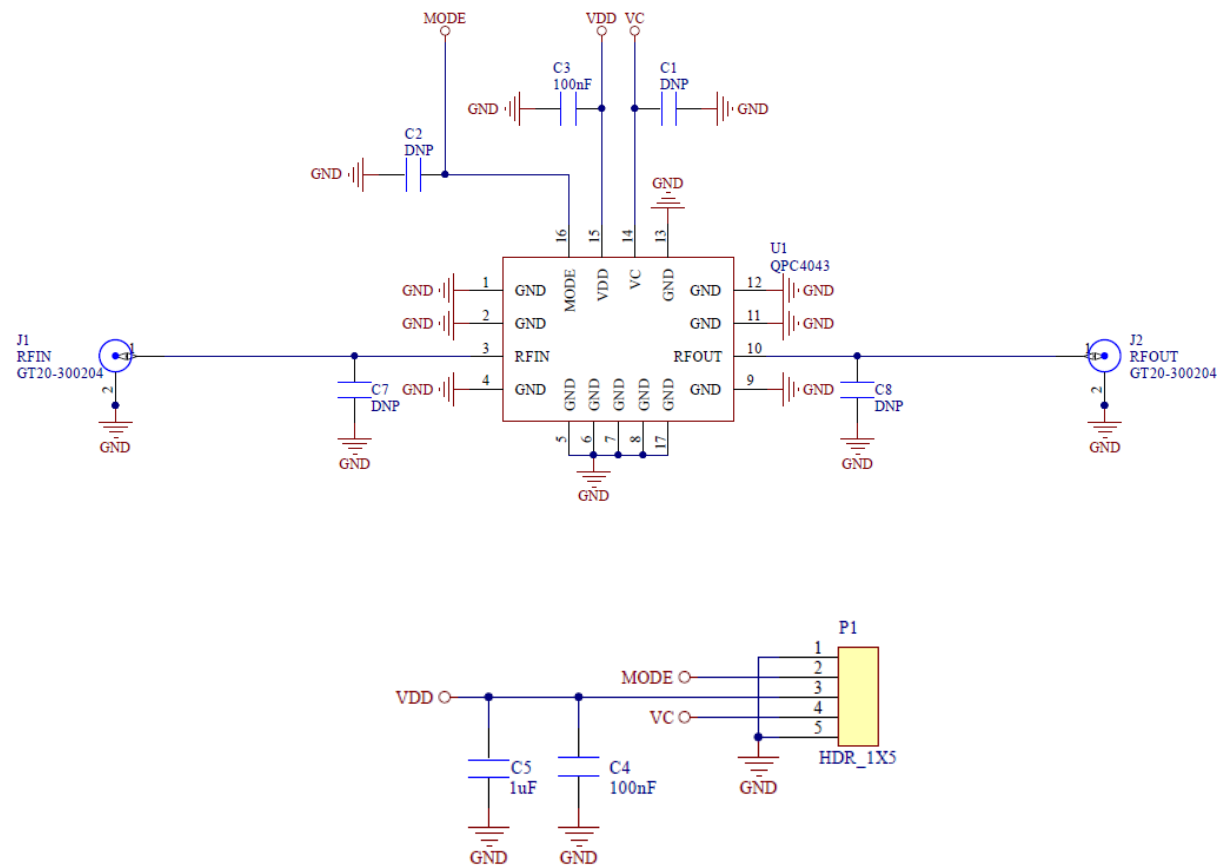 MODE
VDD
VC
C3
100nF
C1
DNP
GND
GND
C2
DNP
GND
GND
16
15
14
13
U1
QPC4043
MODE
VDD
VC
GND
GND
1
GND
GND
12
GND
GND
2
GND
GND
11
GND
J1
RFIN
GT20-300204
1
2
GND
3
RFIN
RFOUT
10
1
2
GND
J2
RFOUT
GT20-300204
C7
DNP
GND
GND
4
GND
GND
GND
GND
GND
GND
GND
9
GND
C8
DNP
GND
5
6
7
8
17
GND
P1
1
MODE
2
VDD
3
VC
4
5
HDR_1X5
GND
C5
1uF
C4
100nF
GND
GND